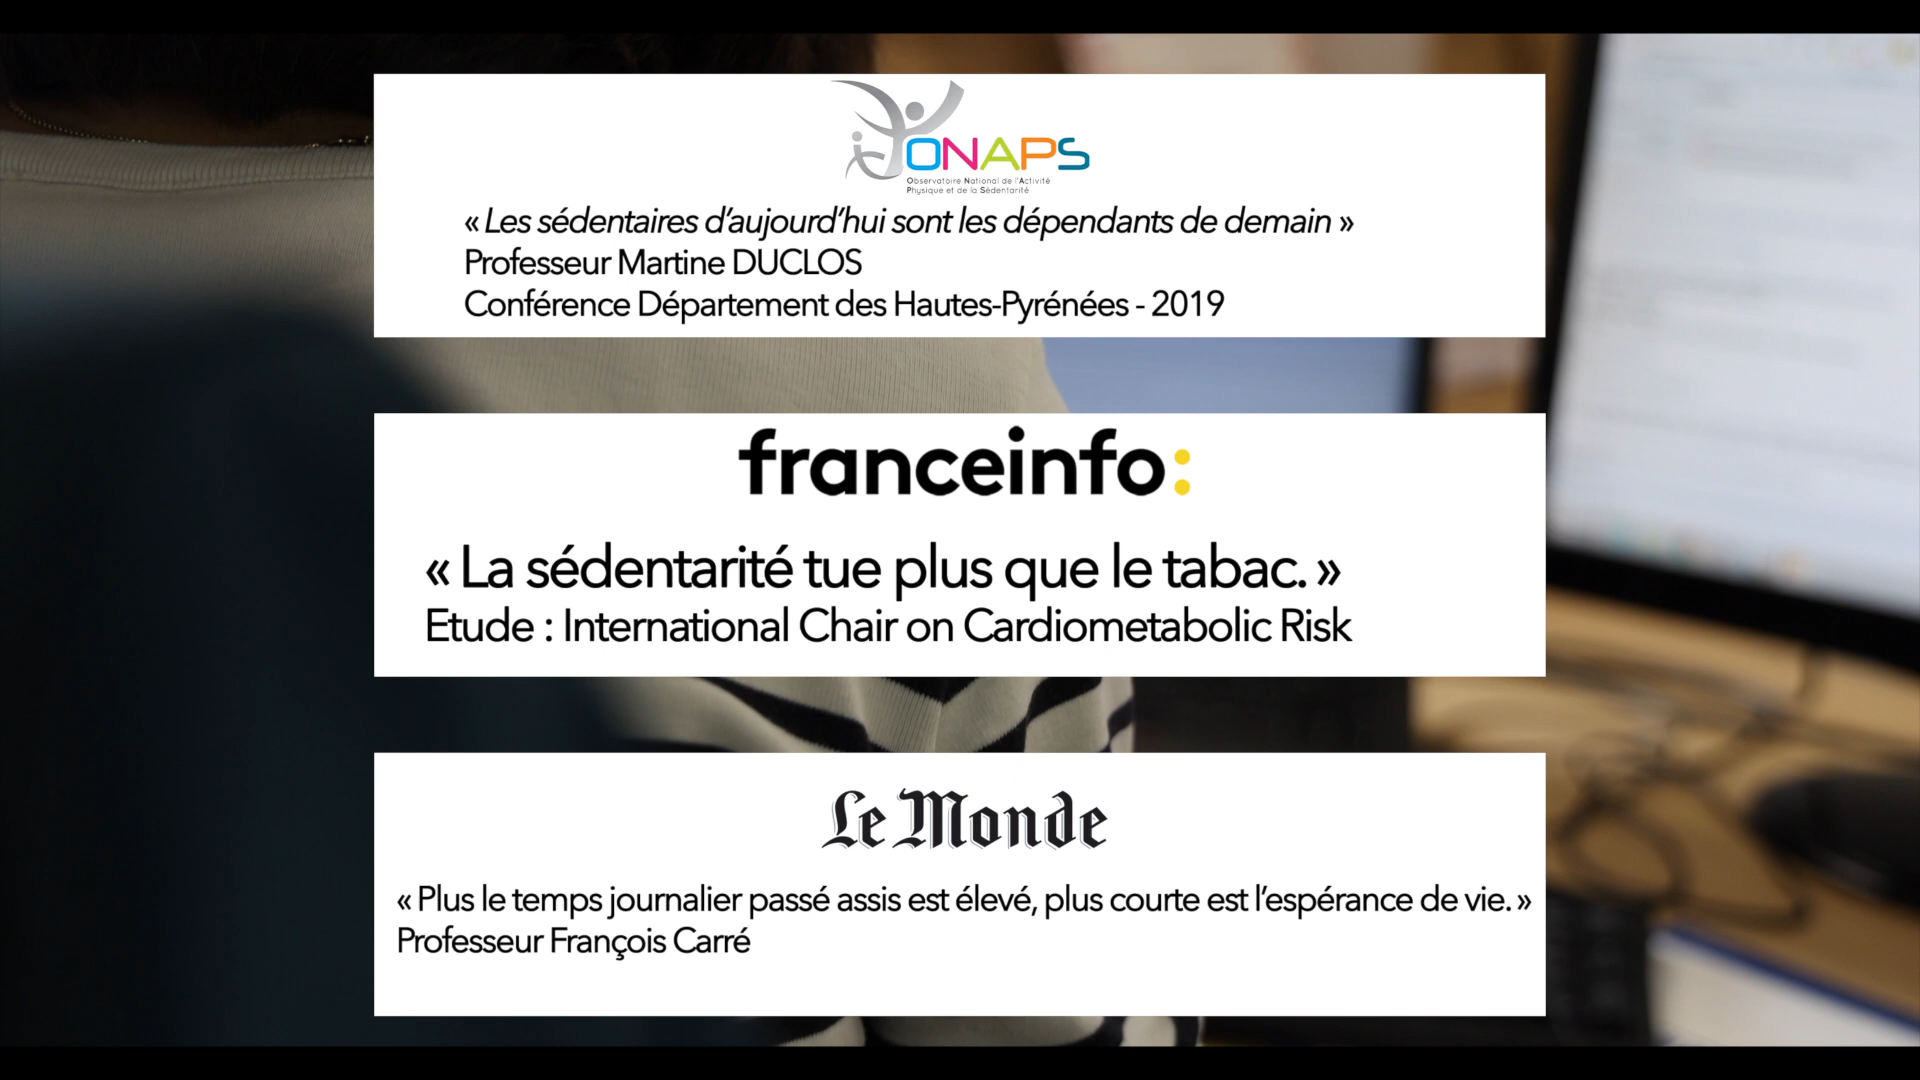 ONAPS
Observatoire National de l'Activité
Physique et de la Sédentarité
« Les sédentaires d'aujourd'hui sont les dépendants de demain »
Professeur Martine DUCLOS
Conférence Département des Hautes-Pyrénées - 2019
franceinfo:
« La sédentarité tue plus que le tabac. »
Etude : International Chair on Cardiometabolic Risk
Le Monde
« Plus le temps journalier passé assis est élevé, plus courte est l'espérance de vie. »
Professeur François Carré